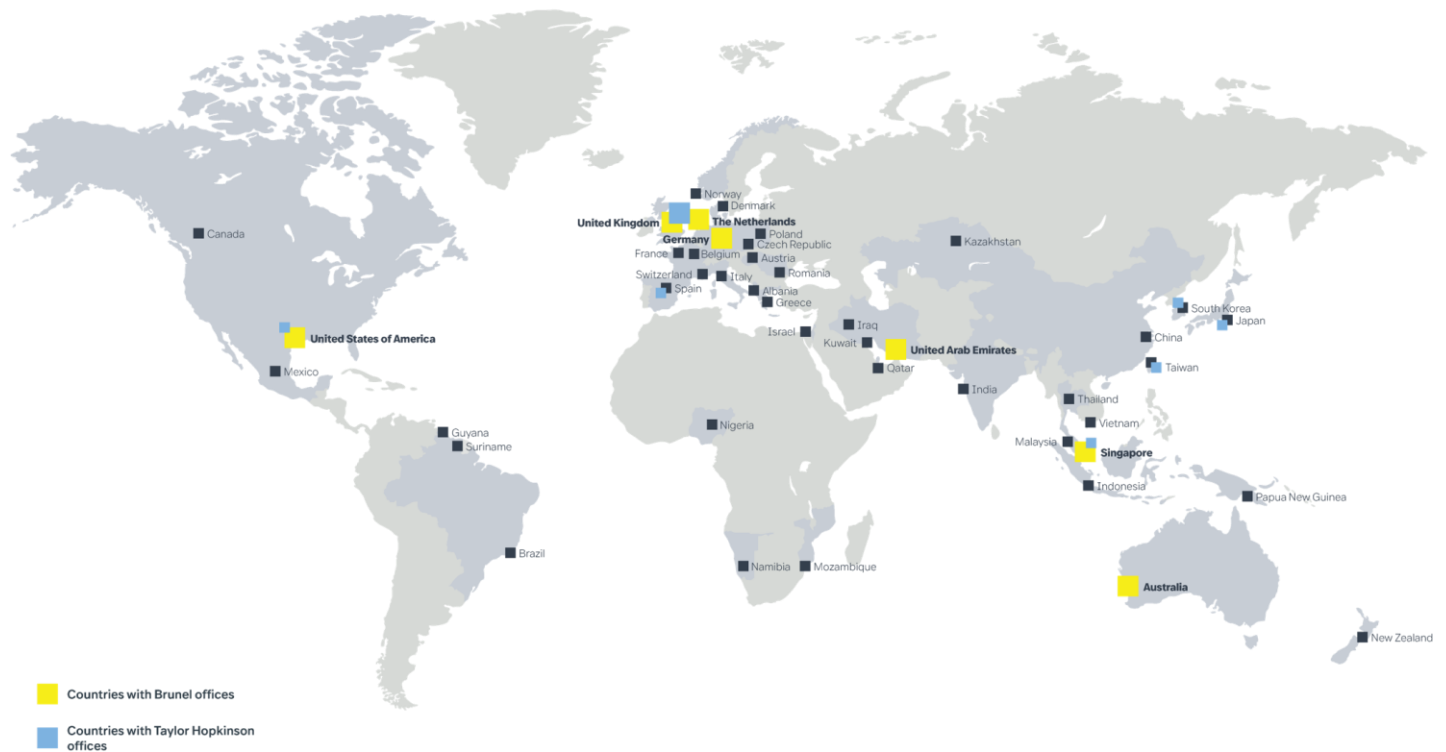 Norway
Denmark
United Kingdom
The Netherlands
Canada
Germany
Poland
Czech Republic
Kazakhstan
France
Belgium
Austria
Switzerland
Italy
Romania
Spain
Albania
Greece
South Korea
Japan
Israel
Iraq
United States of America
Kuwait
United Arab Emirates
China
Mexico
Qatar
Taiwan
India
Thailand
Nigeria
Vietnam
Guyana
Suriname
Malaysia
Singapore
Indonesia
Papua New Guinea
Brazil
Namibia
Mozambique
Australia
New Zealand
Countries with Brunel offices
Countries with Taylor Hopkinson
offices